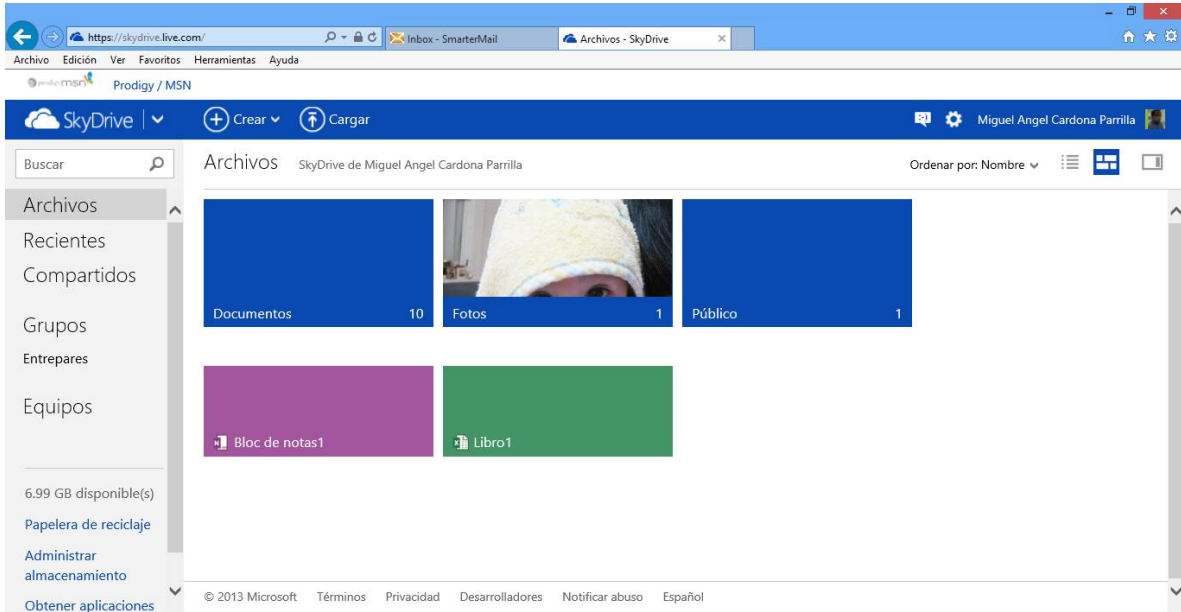 https://skydrive.live.com/
Inbox - SmarterMail
Archivos - SkyDrive
Archivo Edición Ver Favoritos Herramientas Ayuda
prodigy msn Prodigy / MSN
SkyDrive Crear Cargar Miguel Angel Cardona Parrilla
Buscar
Archivos SkyDrive de Miguel Angel Cardona Parrilla Ordenar por: Nombre
Archivos
Recientes
Compartidos
Grupos
Entrepares
Equipos
6.99 GB disponible(s)
Papelera de reciclaje
Administrar
almacenamiento
Obtener aplicaciones
Documentos 10
Fotos 1
Público 1
Bloc de notas1
Libro1
© 2013 Microsoft Términos Privacidad Desarrolladores Notificar abuso Español